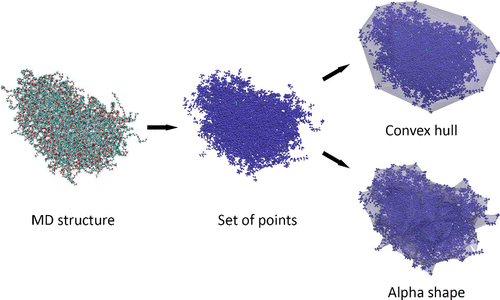 MD structure
Set of points
Convex hull
Alpha shape